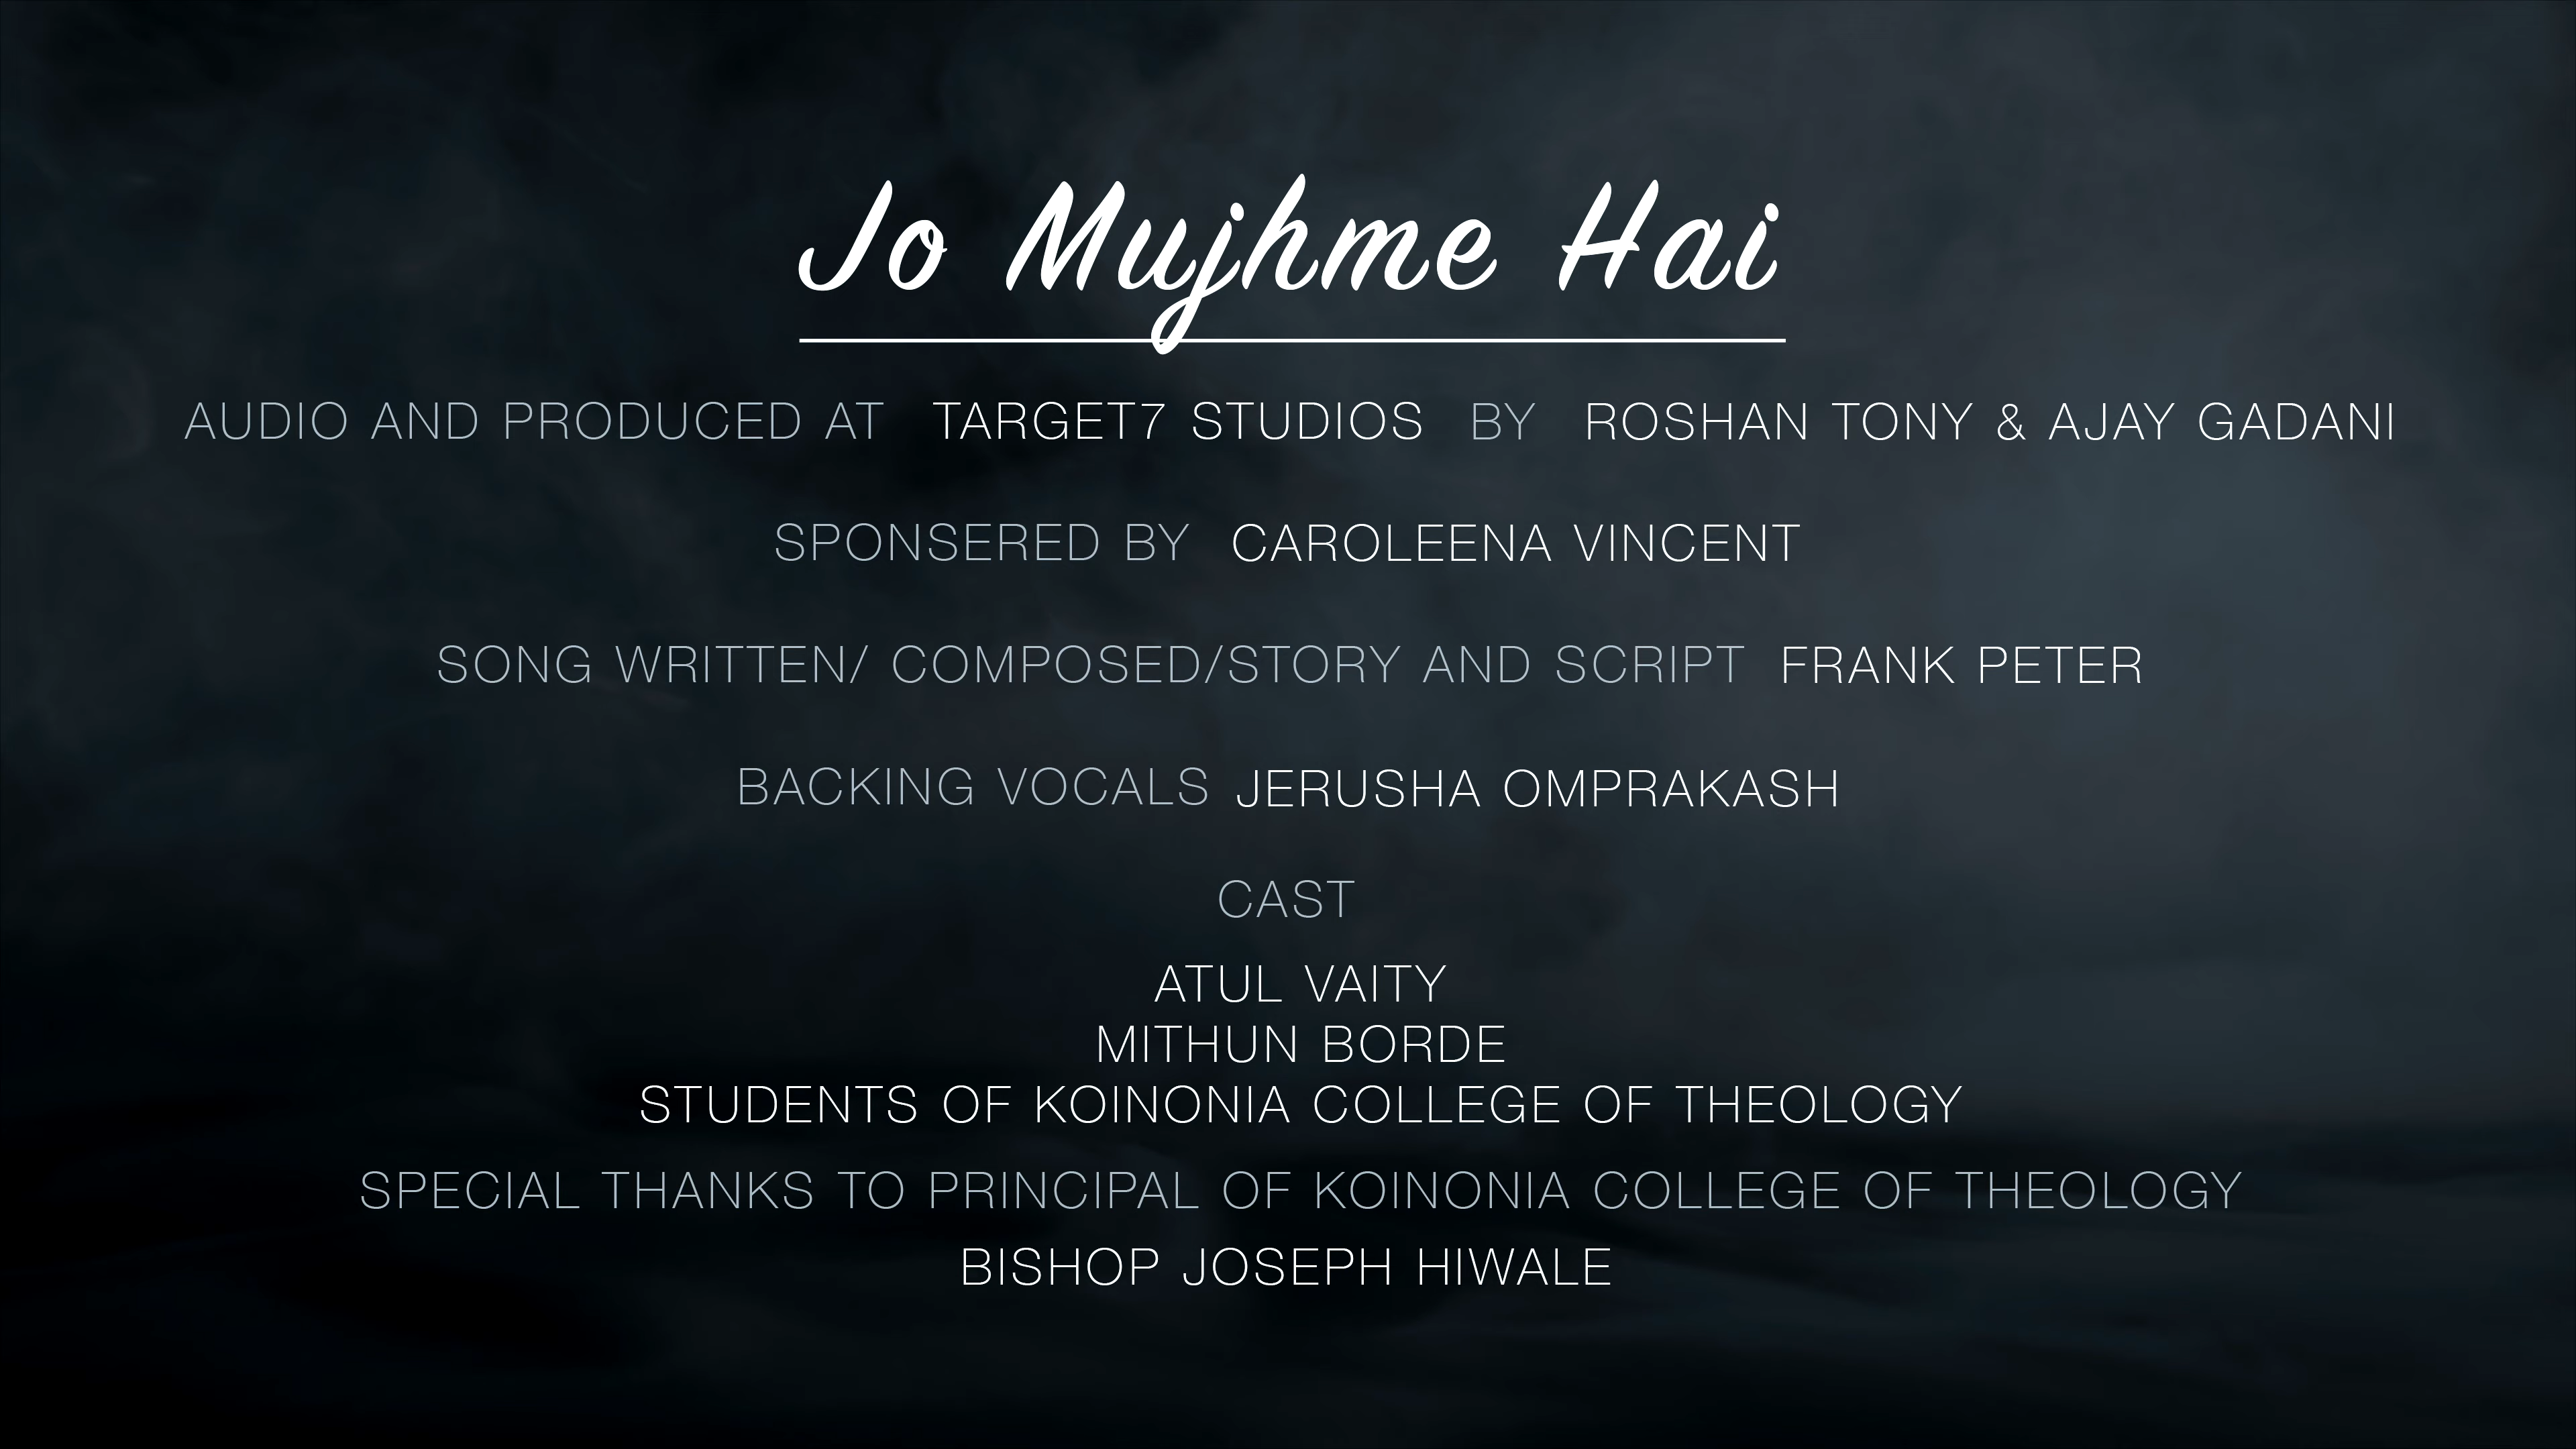 Jo Mujhme Hai
AUDIO AND PRODUCED AT TARGET7 STUDIOS BY ROSHAN TONY & AJAY GADANI
SPONSERED BY CAROLEENA VINCENT
SONG WRITTEN/ COMPOSED/STORY AND SCRIPT FRANK PETER
BACKING VOCALS JERUSHA OMPRAKASH
CAST
ATUL VAITY
MITHUN BORDE
STUDENTS OF KOINONIA COLLEGE OF THEOLOGY
SPECIAL THANKS TO PRINCIPAL OF KOINONIA COLLEGE OF THEOLOGY
BISHOP JOSEPH HIWALE